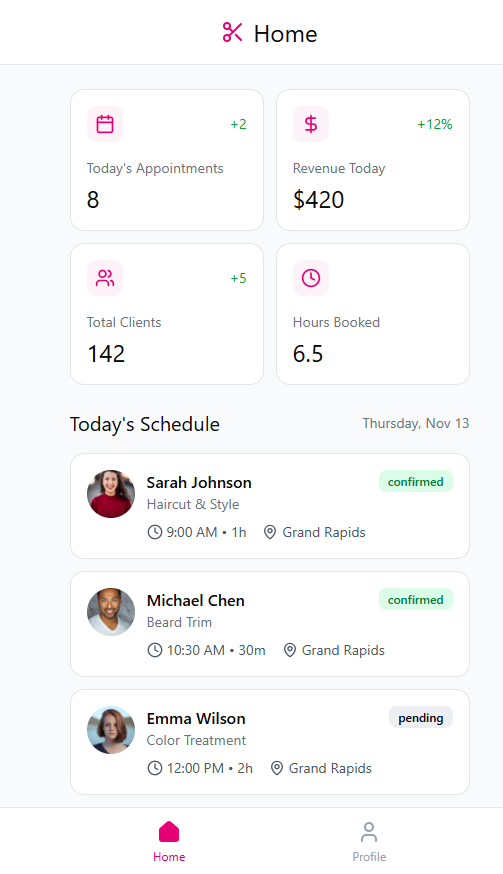 Home
+2
Today's Appointments
8
+12%
Revenue Today
$420
+5
Total Clients
142
Hours Booked
6.5
Today's Schedule
Thursday, Nov 13
Sarah Johnson
confirmed
Haircut & Style
9:00 AM • 1h Grand Rapids
Michael Chen
confirmed
Beard Trim
10:30 AM • 30m Grand Rapids
Emma Wilson
pending
Color Treatment
12:00 PM • 2h Grand Rapids
Home
Profile